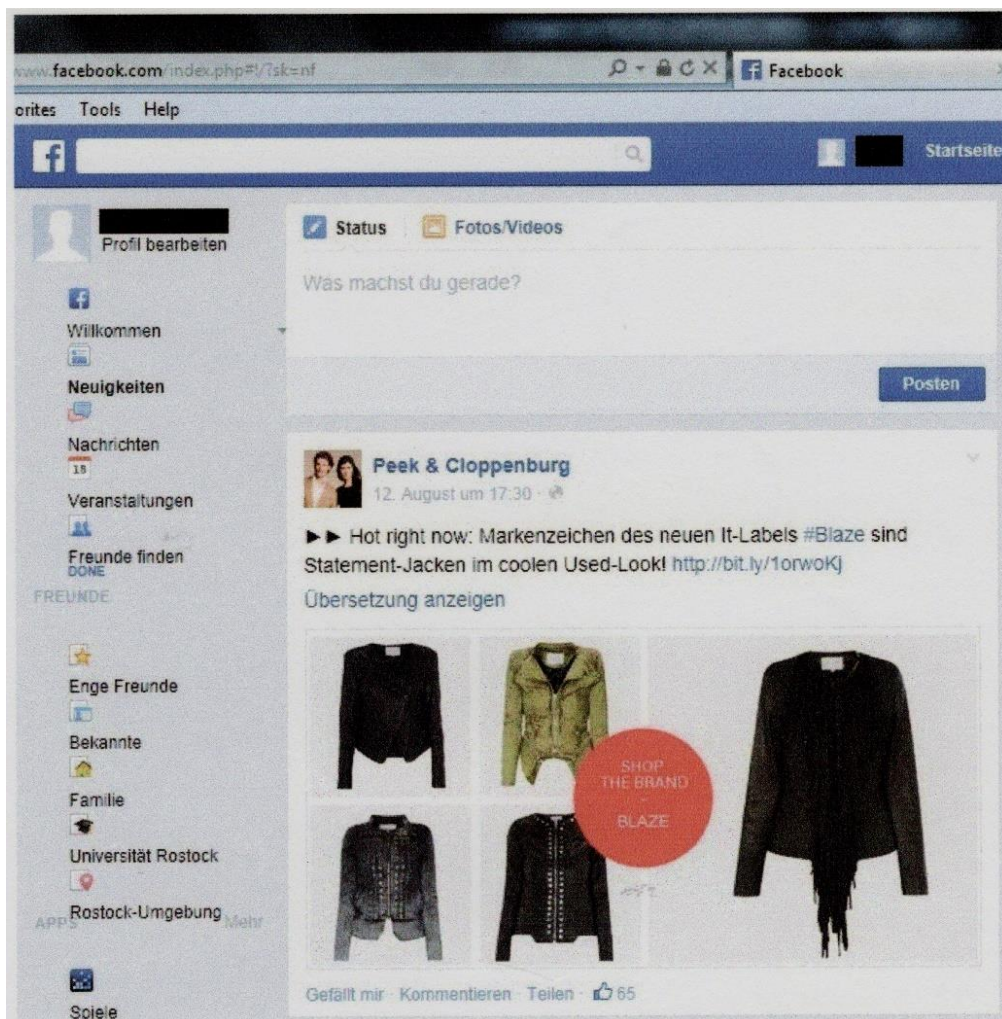 www.facebook.com/index.php#!/?sk=nf
Facebook
orites Tools Help
Startseite
Profil bearbeiten
Status
Fotos/Videos
Was machst du gerade?
Willkommen
Neuigkeiten
Posten
Nachrichten
18
Veranstaltungen
Freunde finden
DONE
FREUNDE
Enge Freunde
Bekannte
Familie
Universität Rostock
Rostock-Umgebung
APPS Mehr
Spiele
Peek & Cloppenburg
12. August um 17:30 ·
►► Hot right now: Markenzeichen des neuen It-Labels #Blaze sind
Statement-Jacken im coolen Used-Look! http://bit.ly/1orwoKj
Übersetzung anzeigen
SHOP
THE BRAND
-
BLAZE
Gefällt mir · Kommentieren · Teilen · 65